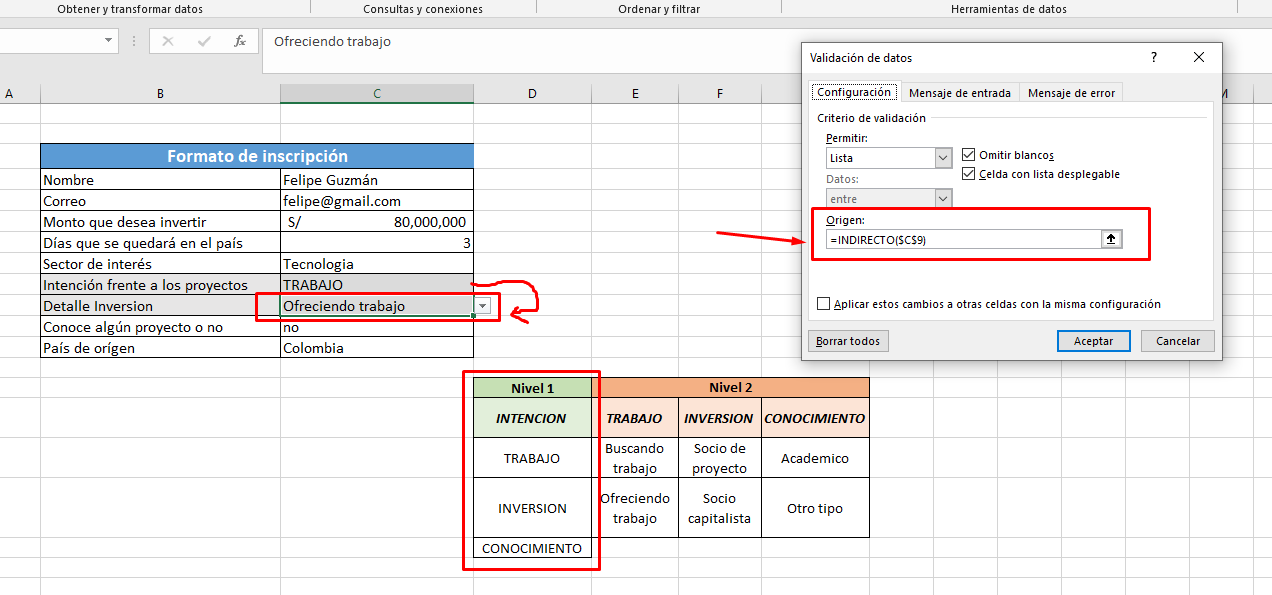 Obtener y transformar datos Consultas y conexiones Ordenar y filtrar Herramientas de datos
fx Ofreciendo trabajo
A B C D E F M
Formato de inscripción
Nombre Felipe Guzmán
Correo felipe@gmail.com
Monto que desea invertir S/ 80,000,000
Días que se quedará en el país 3
Sector de interés Tecnologia
Intención frente a los proyectos TRABAJO
Detalle Inversion Ofreciendo trabajo
Conoce algún proyecto o no no
País de orígen Colombia
Validación de datos ?
Configuración Mensaje de entrada Mensaje de error
Criterio de validación
Permitir:
Lista Omitir blancos
Datos: Celda con lista desplegable
entre
Origen:
=INDIRECTO($C$9)
Aplicar estos cambios a otras celdas con la misma configuración
Borrar todos Aceptar Cancelar
Nivel 1 Nivel 2
INTENCION TRABAJO INVERSION CONOCIMIENTO
TRABAJO Buscando trabajo Socio de proyecto Academico
INVERSION Ofreciendo trabajo Socio capitalista Otro tipo
CONOCIMIENTO